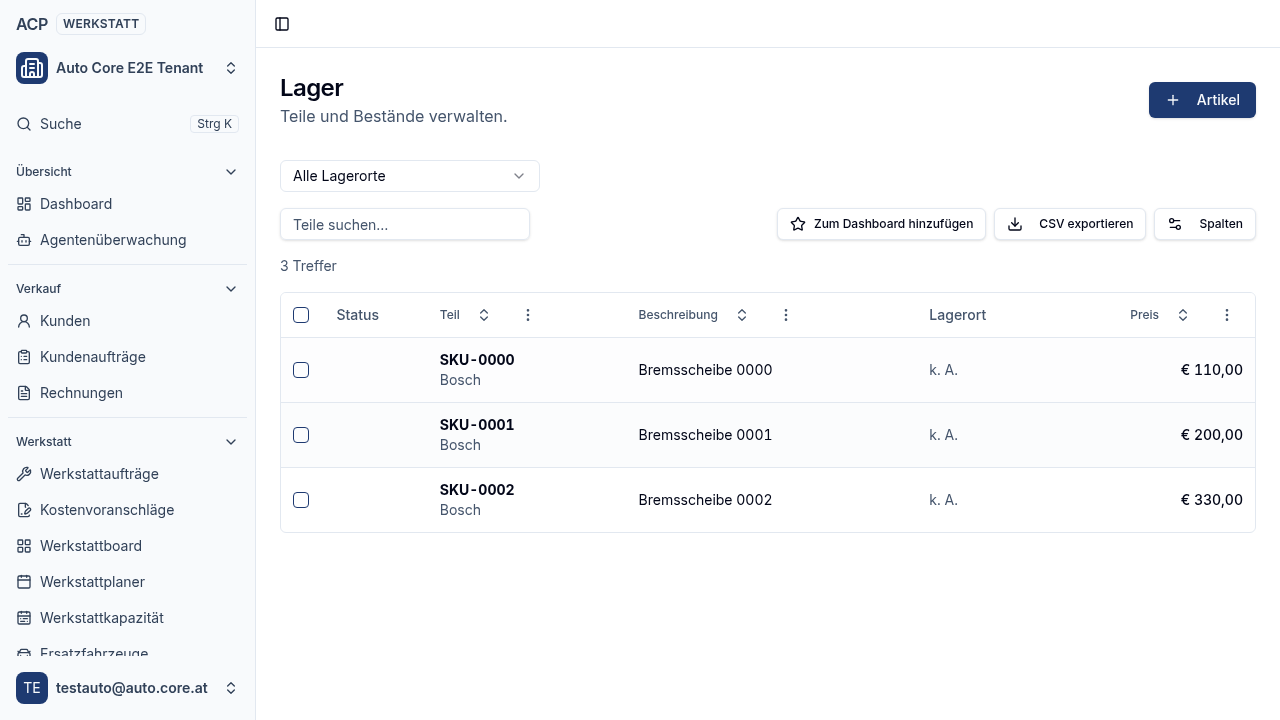 ACP WERKSTATT
Auto Core E2E Tenant
Suche Strg K
Übersicht
Dashboard
Agentenüberwachung
Verkauf
Kunden
Kundenaufträge
Rechnungen
Werkstatt
Werkstattaufträge
Kostenvoranschläge
Werkstattboard
Werkstattplaner
Werkstattkapazität
Ersatzfahrzeuge
TE testauto@auto.core.at
Lager
Teile und Bestände verwalten.
Artikel
Alle Lagerorte
Teile suchen...
Zum Dashboard hinzufügen CSV exportieren Spalten
3 Treffer
Status Teil Beschreibung Lagerort Preis
SKU-0000
Bosch
Bremsscheibe 0000 k. A. € 110,00
SKU-0001
Bosch
Bremsscheibe 0001 k. A. € 200,00
SKU-0002
Bosch
Bremsscheibe 0002 k. A. € 330,00